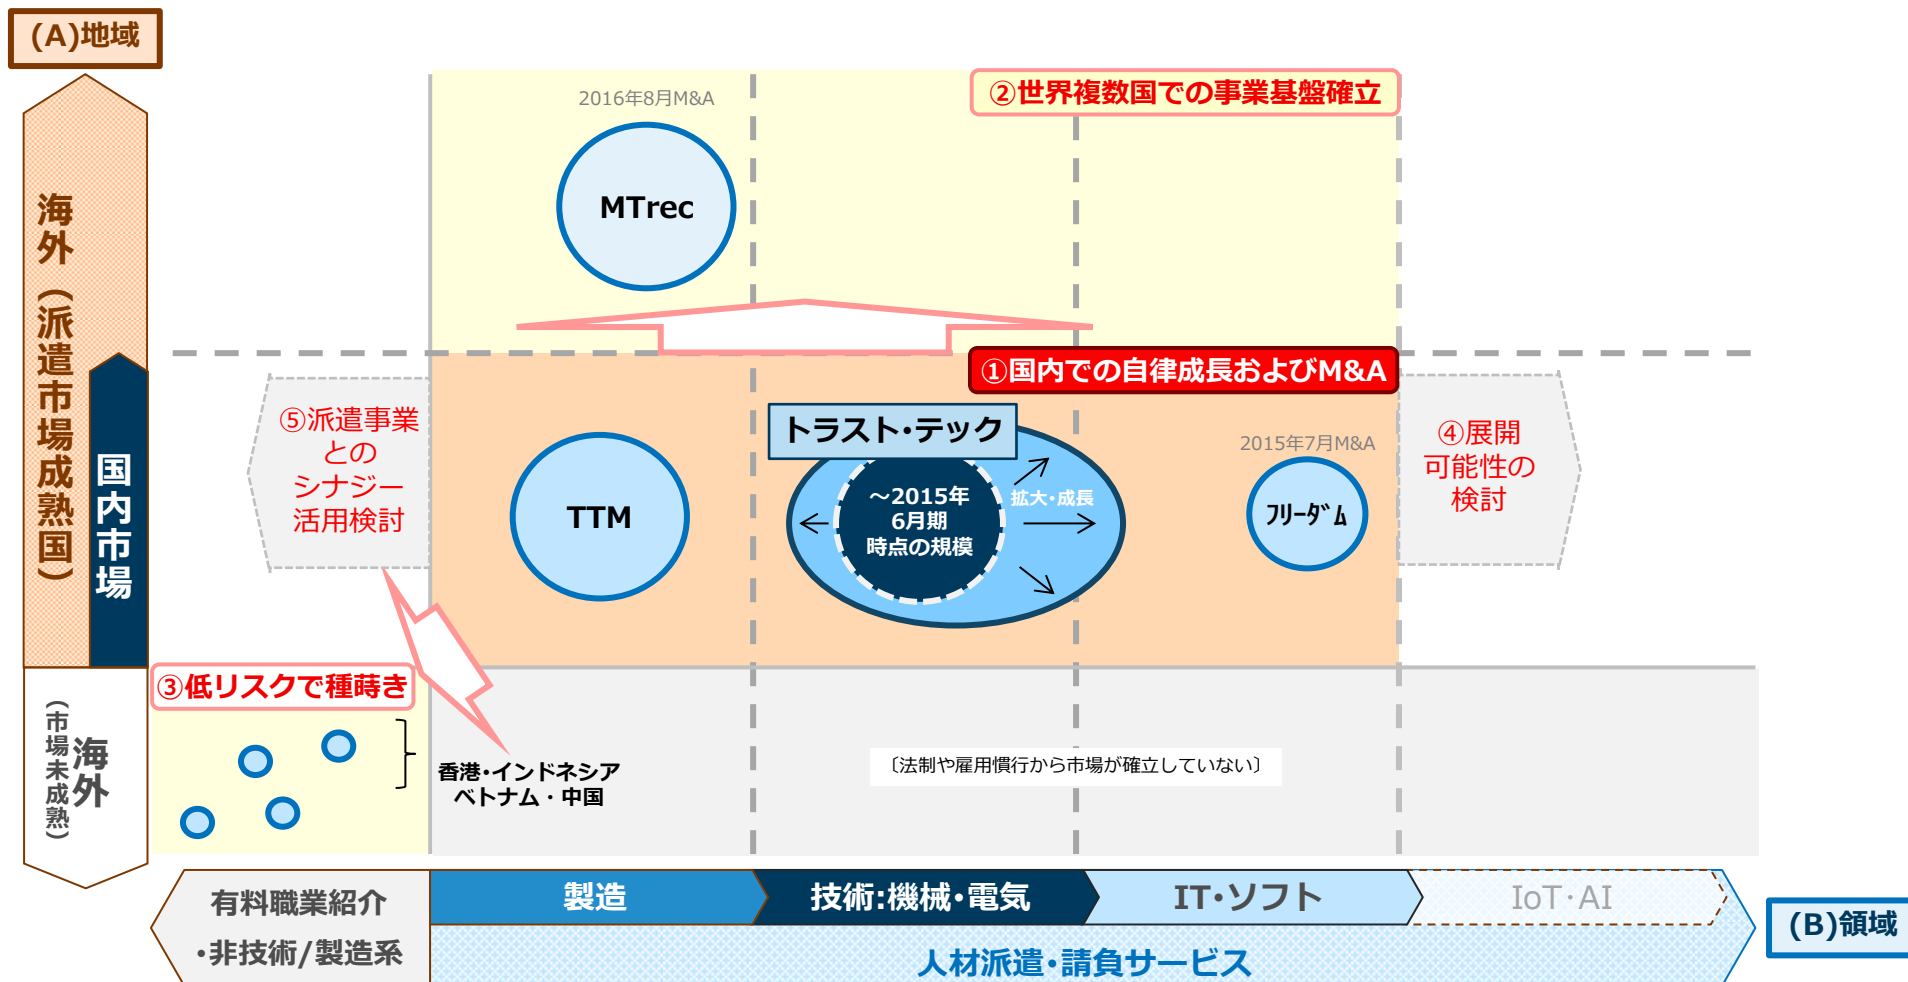 (A)地域
海外（派遣市場成熟国）
国内市場
海外
（市場未成熟）
2016年8月M&A
MTrec
②世界複数国での事業基盤確立
①国内での自律成長およびM&A
⑤派遣事業
との
シナジー
活用検討
TTM
トラスト・テック
～2015年
6月期
時点の規模
拡大・成長
2015年7月M&A
ﾌﾘｰﾀﾞﾑ
④展開
可能性の
検討
③低リスクで種蒔き
香港・インドネシア
ベトナム・中国
〔法制や雇用慣行から市場が確立していない〕
有料職業紹介
・非技術/製造系
製造
技術:機械・電気
IT・ソフト
IoT・AI
人材派遣・請負サービス
(B)領域